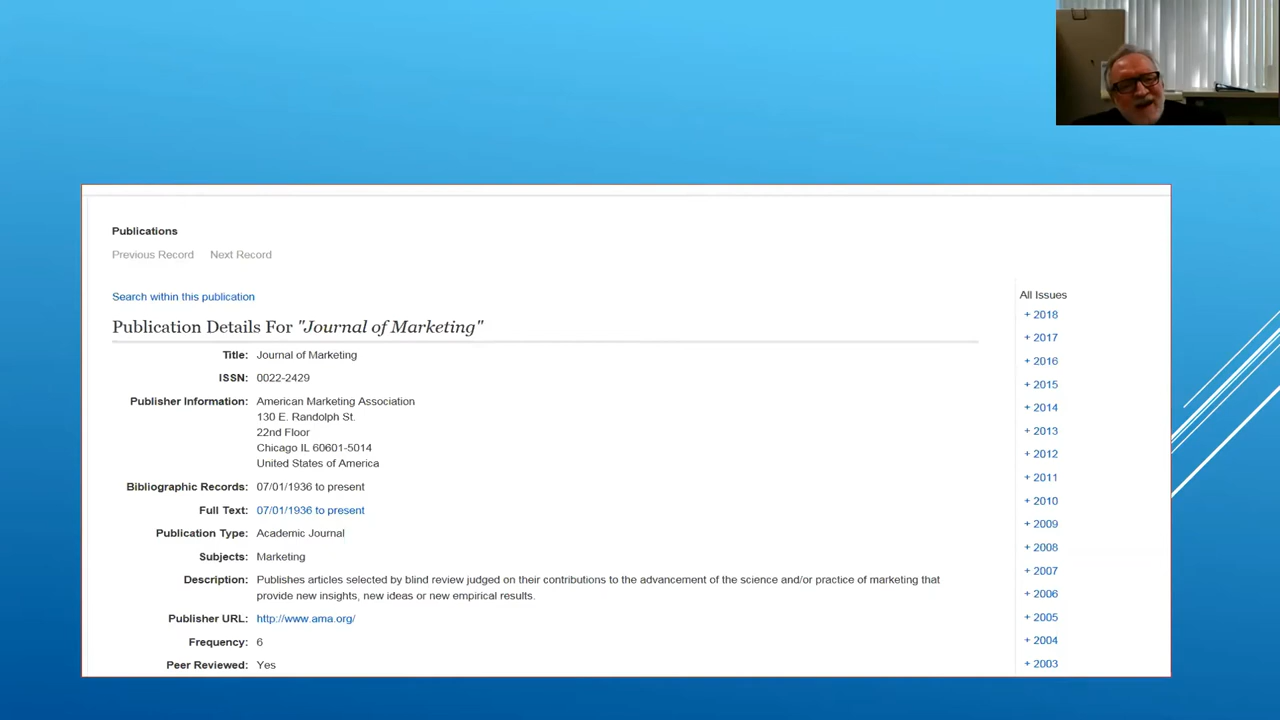 Publications
Previous Record Next Record
Search within this publication
Publication Details For "Journal of Marketing"
Title: Journal of Marketing
ISSN: 0022-2429
Publisher Information: American Marketing Association
130 E. Randolph St.
22nd Floor
Chicago IL 60601-5014
United States of America
Bibliographic Records: 07/01/1936 to present
Full Text: 07/01/1936 to present
Publication Type: Academic Journal
Subjects: Marketing
Description: Publishes articles selected by blind review judged on their contributions to the advancement of the science and/or practice of marketing that
provide new insights, new ideas or new empirical results.
Publisher URL: http://www.ama.org/
Frequency: 6
Peer Reviewed: Yes
All Issues
+ 2018
+ 2017
+ 2016
+ 2015
+ 2014
+ 2013
+ 2012
+ 2011
+ 2010
+ 2009
+ 2008
+ 2007
+ 2006
+ 2005
+ 2004
+ 2003